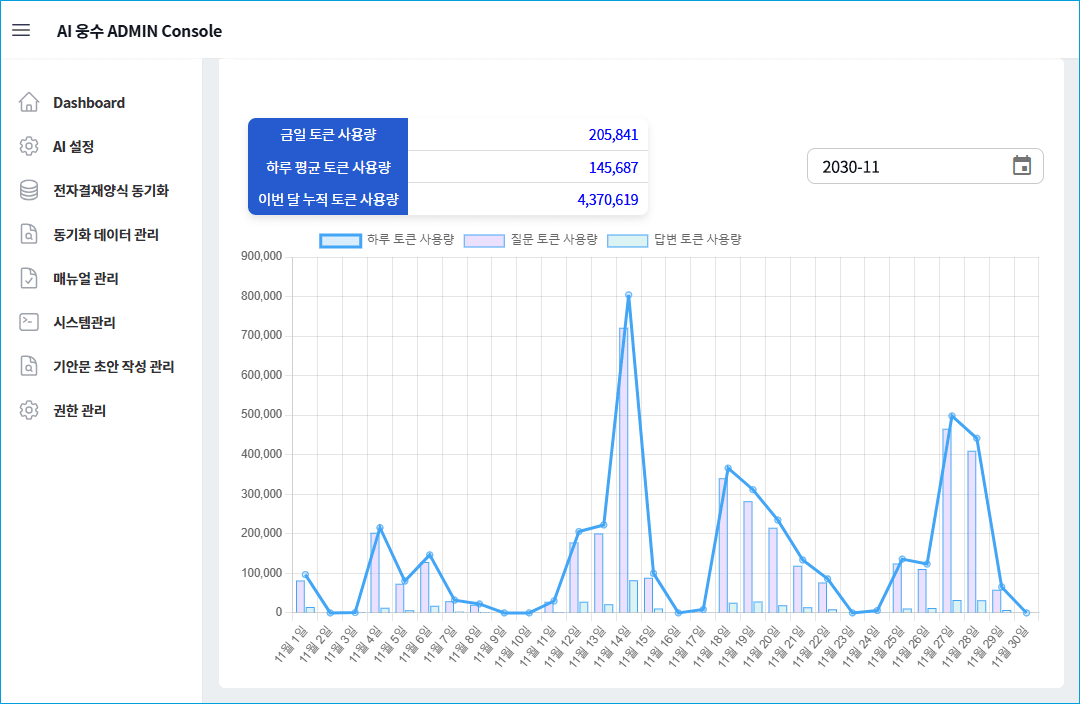 AI 웅수 ADMIN Console
Dashboard
AI 설정
전자결재양식 동기화
동기화 데이터 관리
매뉴얼 관리
시스템관리
기안문 초안 작성 관리
권한 관리
금일 토큰 사용량 205,841
하루 평균 토큰 사용량 145,687
이번 달 누적 토큰 사용량 4,370,619
2030-11
하루 토큰 사용량 질문 토큰 사용량 답변 토큰 사용량
900,000
800,000
700,000
600,000
500,000
400,000
300,000
200,000
100,000
0
11월 1일
11월 2일
11월 3일
11월 4일
11월 5일
11월 6일
11월 7일
11월 8일
11월 9일
11월 10일
11월 11일
11월 12일
11월 13일
11월 14일
11월 15일
11월 16일
11월 17일
11월 18일
11월 19일
11월 20일
11월 21일
11월 22일
11월 23일
11월 24일
11월 25일
11월 26일
11월 27일
11월 28일
11월 29일
11월 30일